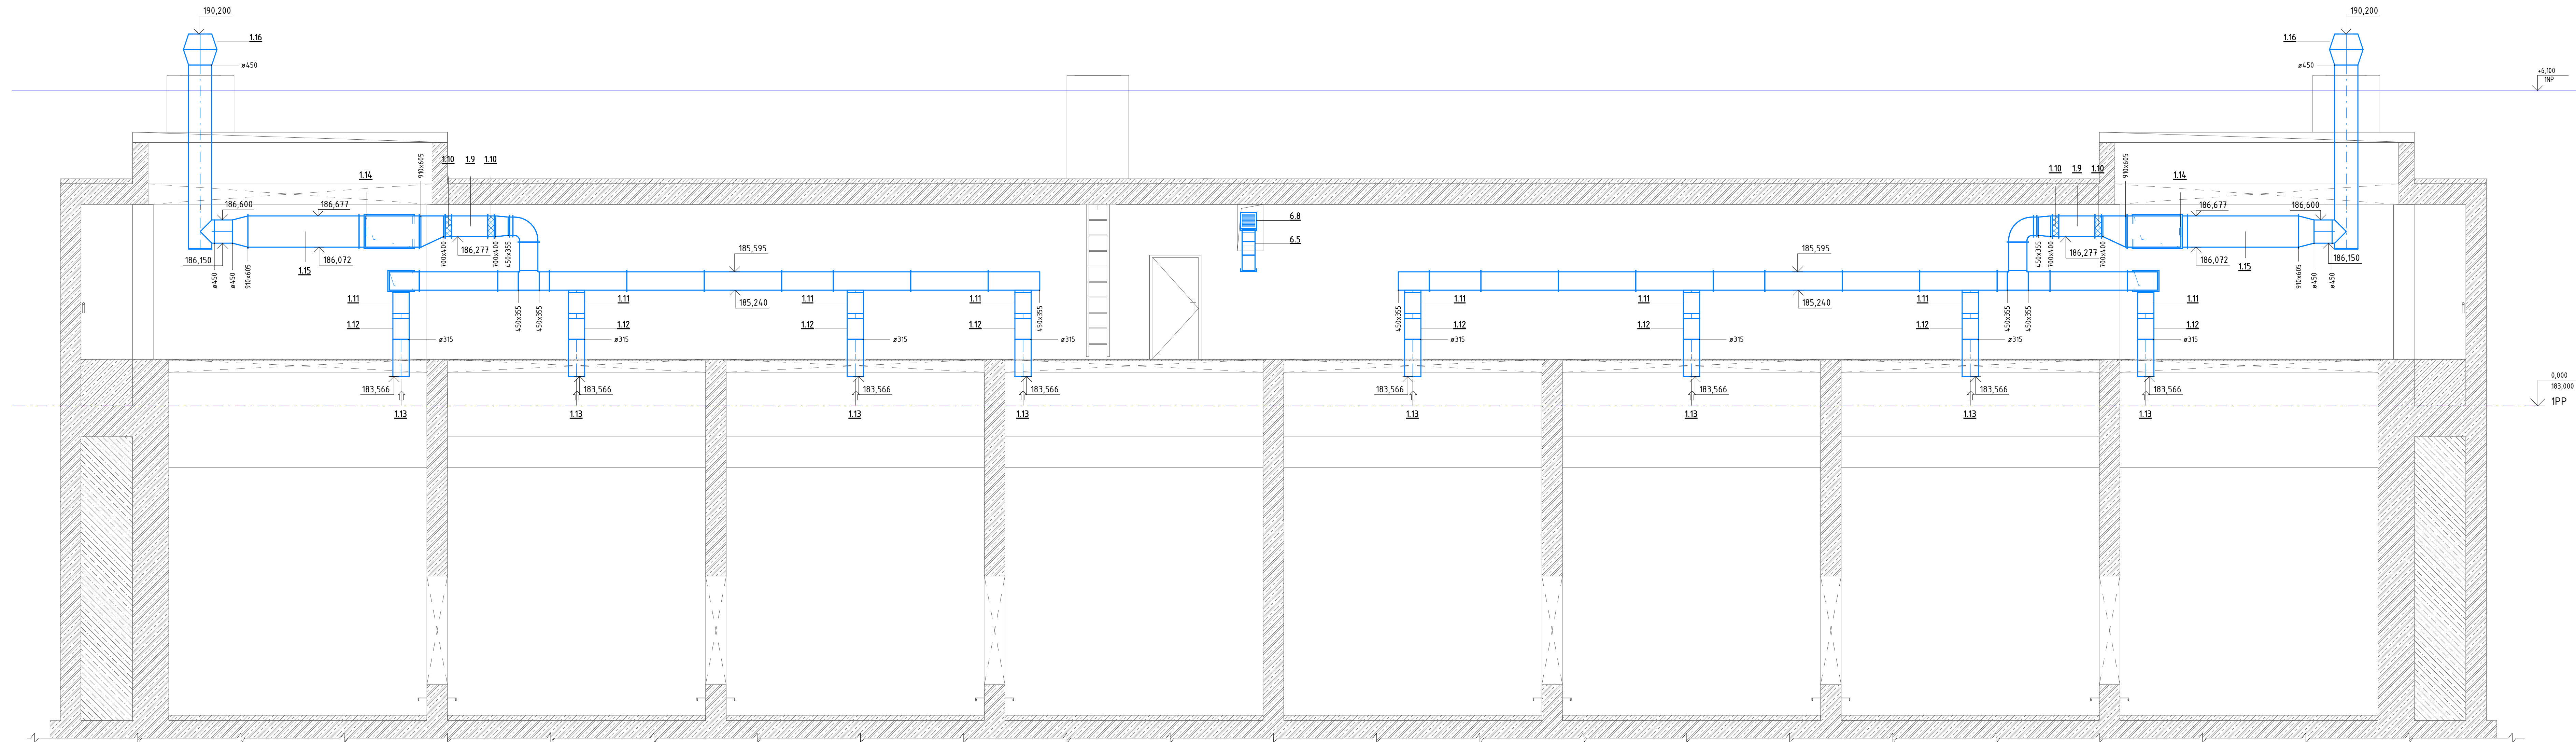 190,200
190,200
1.16
1.16
ø450
ø450
+6,100
1NP
1.10
1.9
1.10
910x605
1.14
1.10
1.9
1.10
910x605
1.14
186,600
186,677
186,677
186,600
6.8
6.5
700x400
186,277
700x400
450x355
185,595
185,595
450x355
700x400
186,277
700x400
186,150
186,072
186,072
186,150
ø450
ø450
910x605
1.15
1.15
910x605
ø450
ø450
1.11
450x355
450x355
1.11
185,240
1.11
1.11
450x355
450x355
1.11
1.11
185,240
1.11
450x355
450x355
1.11
1.12
1.12
1.12
1.12
1.12
1.12
1.12
1.12
ø315
ø315
ø315
ø315
ø315
ø315
ø315
ø315
183,566
183,566
183,566
183,566
183,566
183,566
183,566
183,566
0,000
183,000
1PP
1.13
1.13
1.13
1.13
1.13
1.13
1.13
1.13